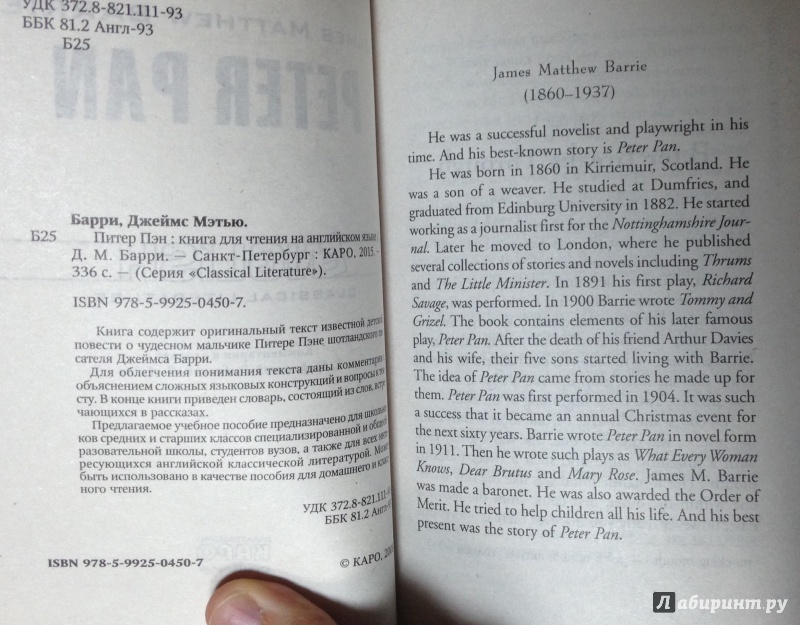 УДК 372.8-821.111-93
ББК 81.2 Англ-93
Б25
PETER PAN
Барри, Джеймс Мэтью.
Б25 Питер Пэн : книга для чтения на английском языке
Д. М. Барри. — Санкт-Петербург : КАРО, 2015. —
336 с. — (Серия «Classical Literature»).
ISBN 978-5-9925-0450-7.
Книга содержит оригинальный текст известной
повести о чудесном мальчике Питере Пэне шотландского
сателя Джеймса Барри.
Для облегчения понимания текста даны комментарии
объяснением сложных языковых конструкций и вопросы к
сту. В конце книги приведен словарь, состоящий из слов,
чающихся в рассказах.
Предлагаемое учебное пособие предназначено для
ков средних и старших классов специализированной и
разовательной школы, студентов вузов, а также для всех
ресующихся английской классической литературой.
быть использовано в качестве пособия для домашнего и
ного чтения.
УДК 372.8-821.111
ББК 81.2 Англ-
ISBN 978-5-9925-0450-7
© КАРО,
James Matthew Barrie
(1860–1937)
He was a successful novelist and playwright in his
time. And his best-known story is Peter Pan.
He was born in 1860 in Kirriemuir, Scotland. He
was a son of a weaver. He studied at Dumfries, and
graduated from Edinburg University in 1882. He started
working as a journalist first for the Nottinghamshire Jour-
nal. Later he moved to London, where he published
several collections of stories and novels including Thrums
and The Little Minister. In 1891 his first play, Richard
Savage, was performed. In 1900 Barrie wrote Tommy and
Grizel. The book contains elements of his later famous
play, Peter Pan. After the death of his friend Arthur Davies
and his wife, their five sons started living with Barrie.
The idea of Peter Pan came from stories he made up for
them. Peter Pan was first performed in 1904. It was such
a success that it became an annual Christmas event for
the next sixty years. Barrie wrote Peter Pan in novel form
in 1911. Then he wrote such plays as What Every Woman
Knows, Dear Brutus and Mary Rose. James M. Barrie
was made a baronet. He was also awarded the Order of
Merit. He tried to help children all his life. And his best
present was the story of Peter Pan.
Лабиринт.ру